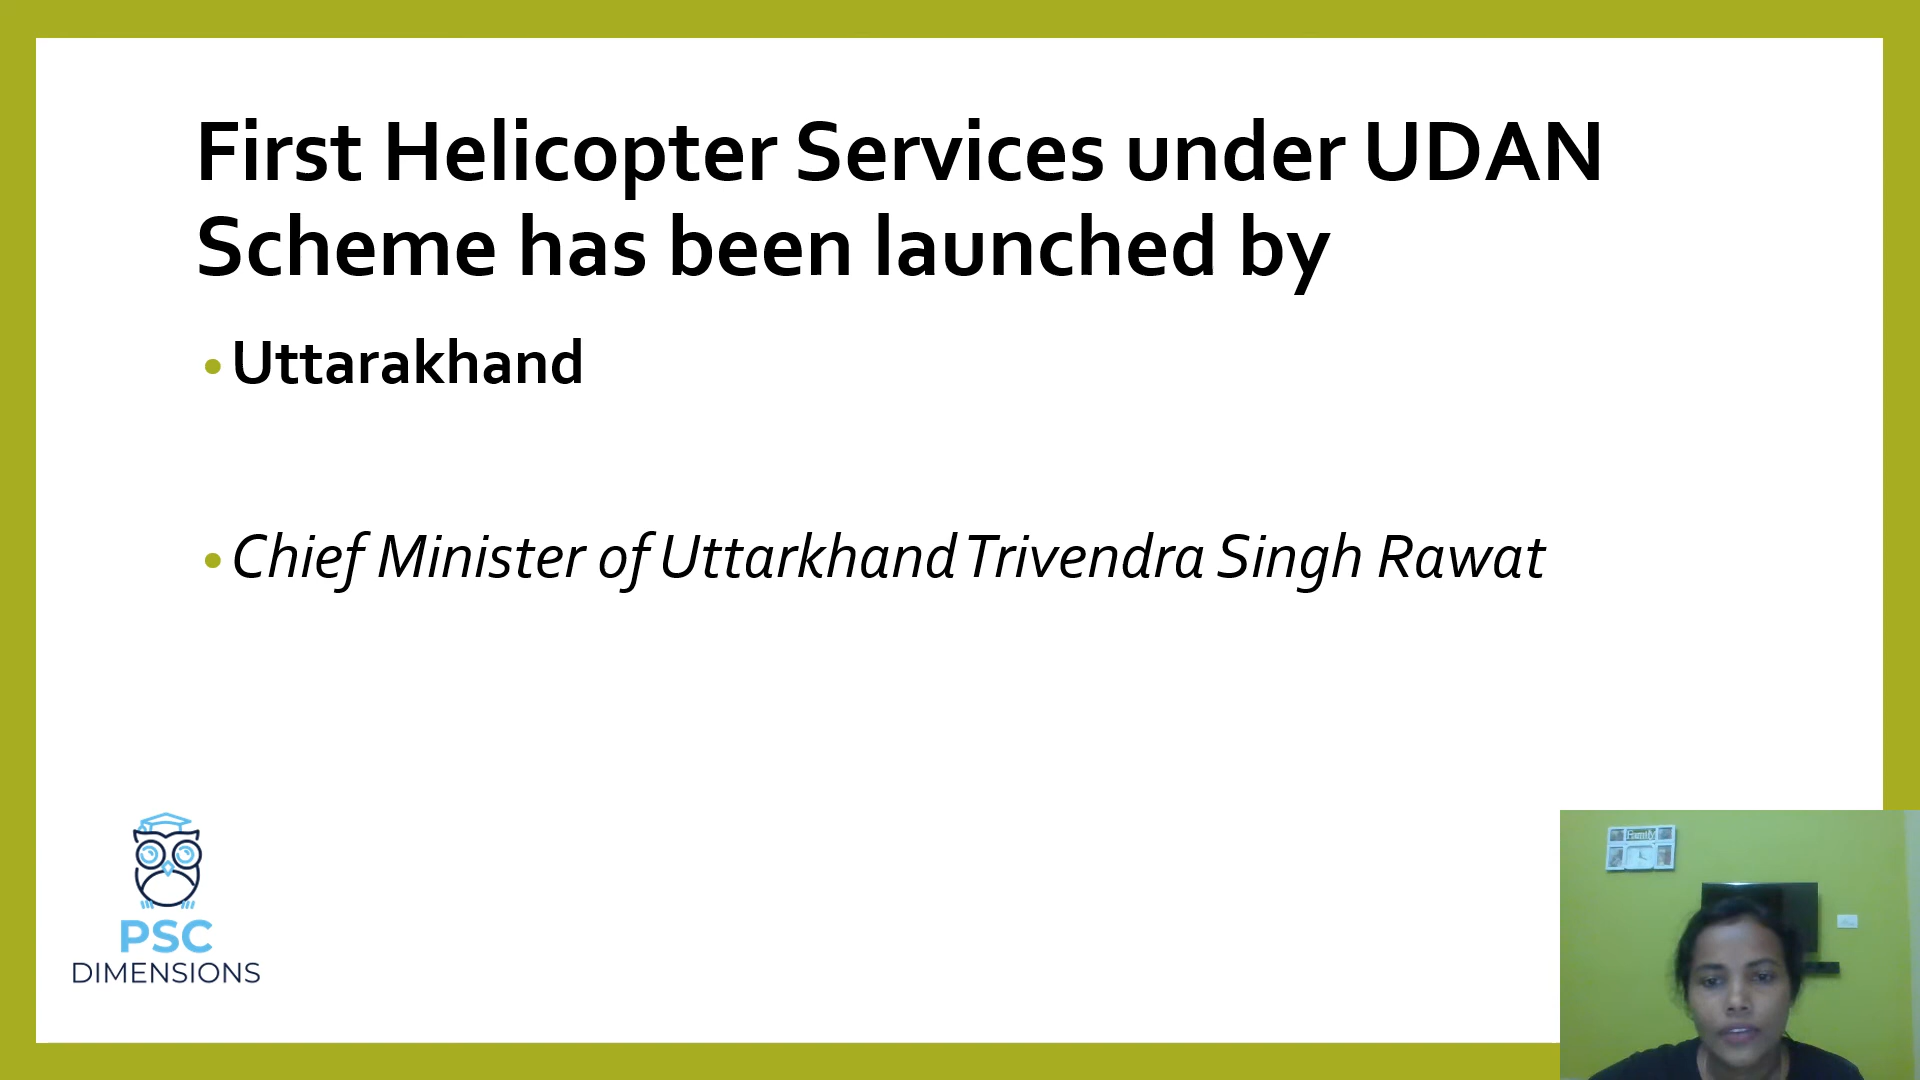 First Helicopter Services under UDAN
Scheme has been launched by
• Uttarakhand
• Chief Minister of Uttarkhand Trivendra Singh Rawat
PSC
DIMENSIONS
Family